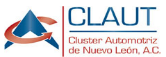 CLAUT
Cluster Automotriz
de Nuevo León, A.C.